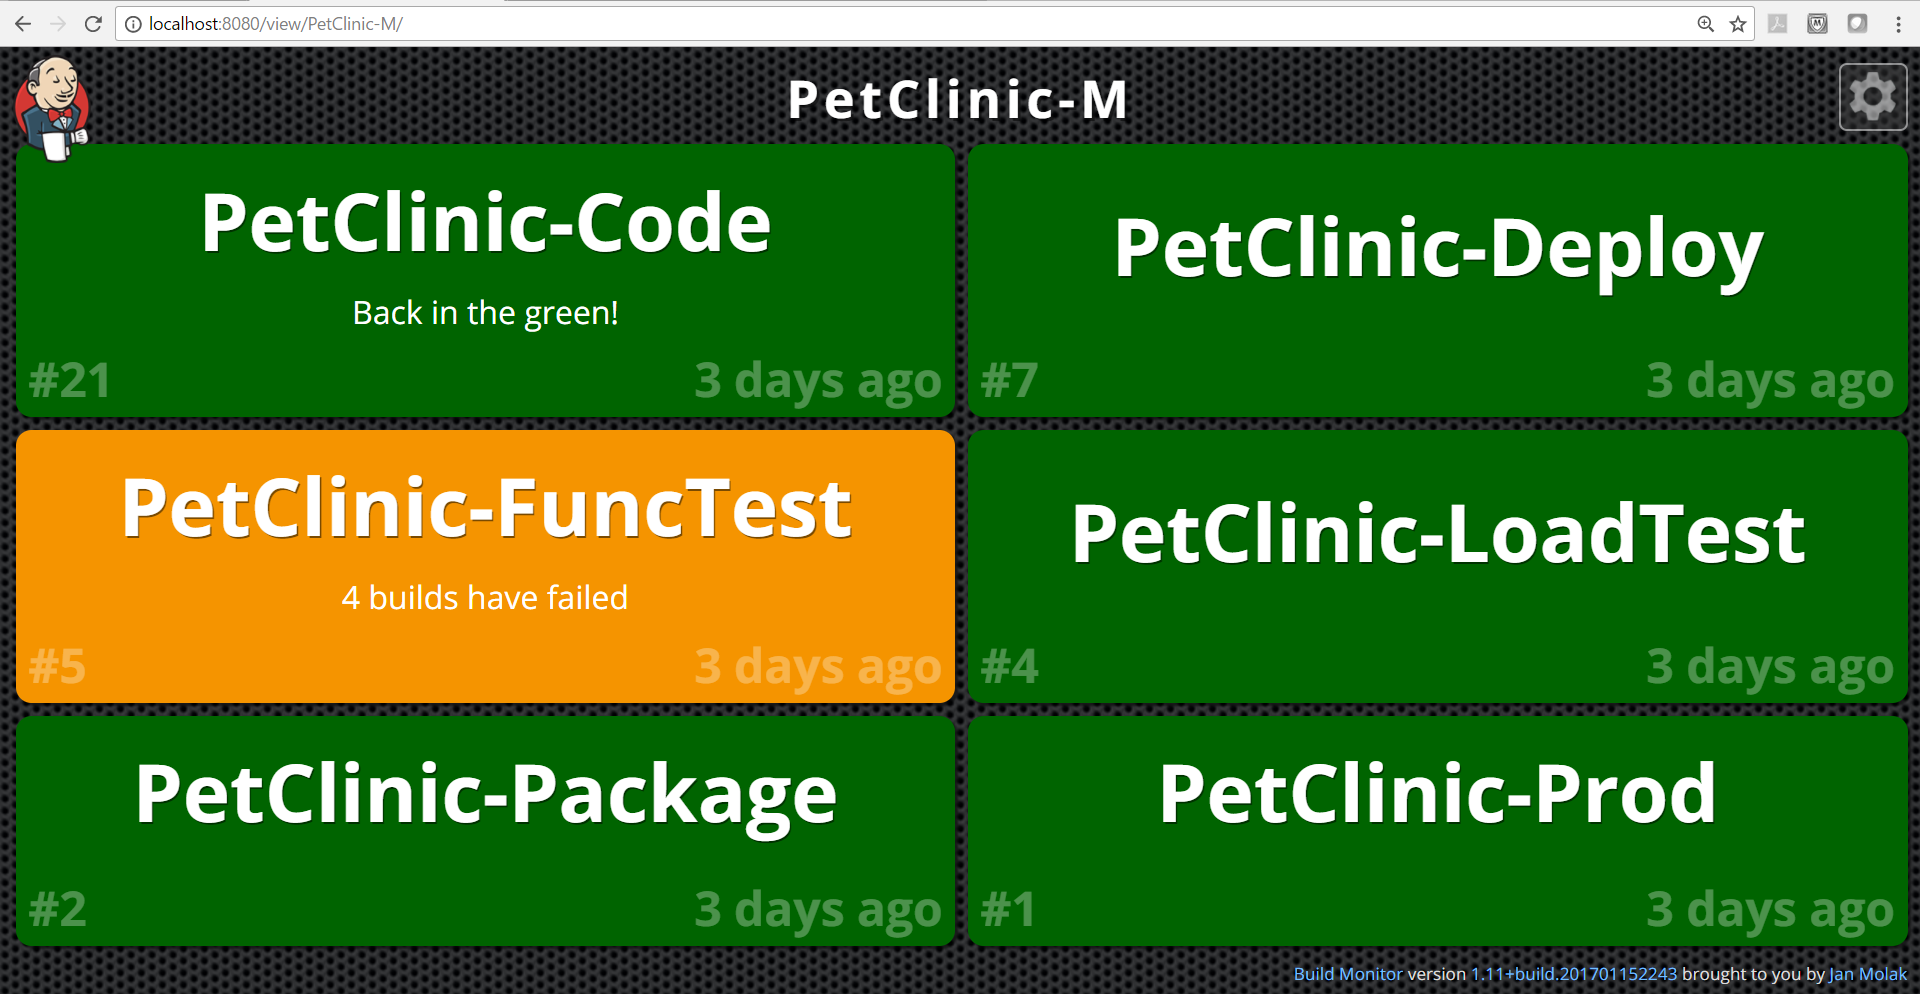 localhost:8080/view/PetClinic-M/
PetClinic-M
PetClinic-Code
Back in the green!
#21 3 days ago
PetClinic-Deploy
#7 3 days ago
PetClinic-FuncTest
4 builds have failed
#5 3 days ago
PetClinic-LoadTest
#4 3 days ago
PetClinic-Package
#2 3 days ago
PetClinic-Prod
#1 3 days ago
Build Monitor version 1.11+build.201701152243 brought to you by Jan Molak